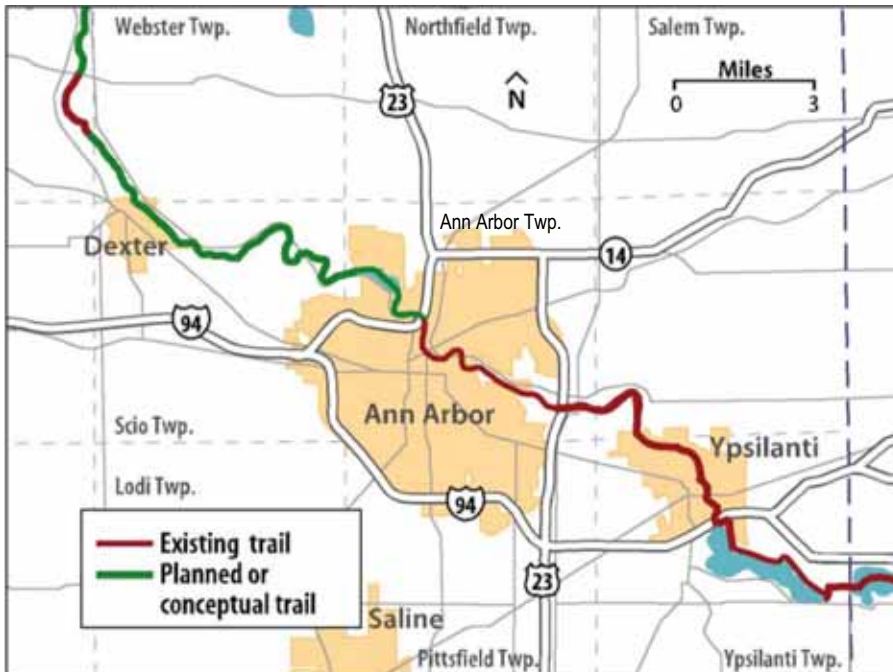 Webster Twp.
Northfield Twp.
Salem Twp.
Miles
0 3
N
23
Ann Arbor Twp.
Dexter
14
94
Ann Arbor
Scio Twp.
Ypsilanti
Lodi Twp.
94
Existing trail
Planned or
conceptual trail
23
Saline
Pittsfield Twp.
Ypsilanti Twp.